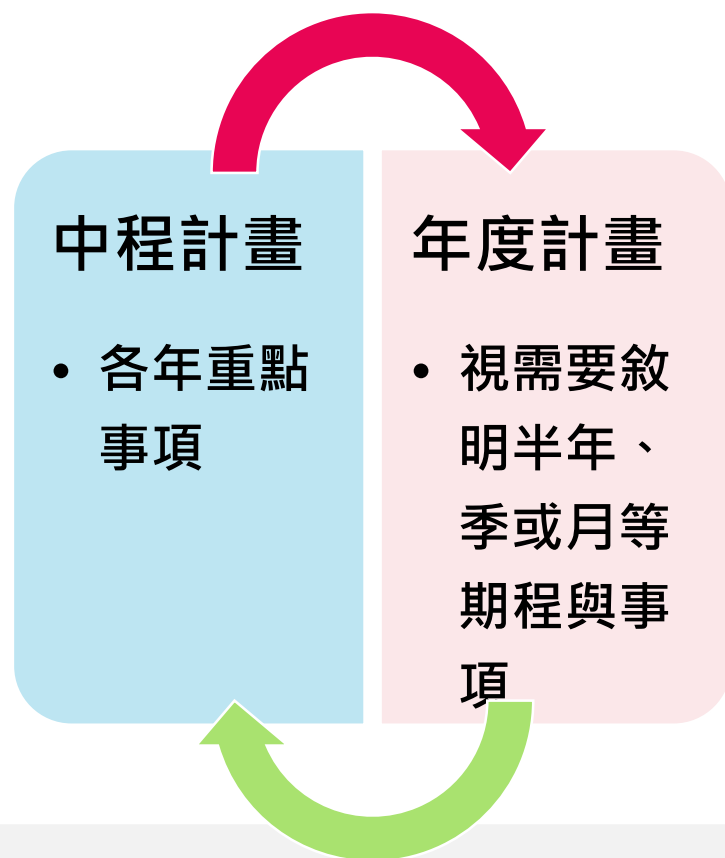 中程計畫
• 各年重點
事項
年度計畫
• 視需要敘
明半年、
季或月等
期程與事
項